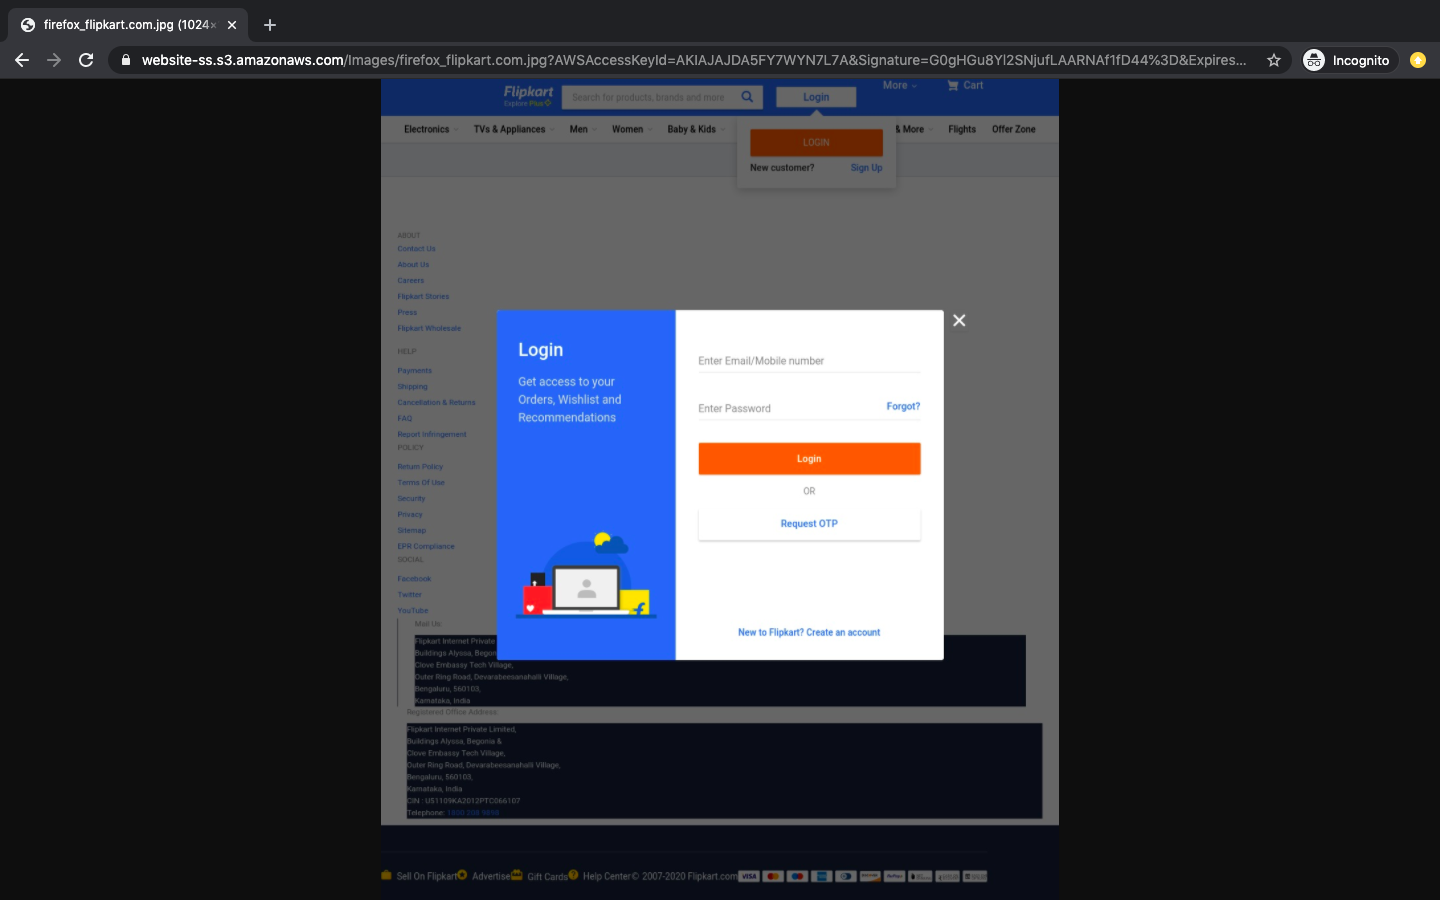 firefox_flipkart.com.jpg (1024×
website-ss.s3.amazonaws.com/Images/firefox_flipkart.com.jpg?AWSAccessKeyId=AKIAJAJDA5FY7WYN7L7A&Signature=G0gHGu8Yl2SNjufLAARNAf1fD44%3D&Expires...
Incognito
Flipkart
Explore Plus
Search for products, brands and more
Login
More
Cart
Electronics
TVs & Appliances
Men
Women
Baby & Kids
& More
Flights
Offer Zone
LOGIN
New customer?
Sign Up
ABOUT
Contact Us
About Us
Careers
Flipkart Stories
Press
Flipkart Wholesale
HELP
Payments
Shipping
Cancellation & Returns
FAQ
Report Infringement
POLICY
Return Policy
Terms Of Use
Security
Privacy
Sitemap
EPR Compliance
SOCIAL
Facebook
Twitter
YouTube
Login
Get access to your
Orders, Wishlist and
Recommendations
Enter Email/Mobile number
Enter Password
Forgot?
Login
OR
Request OTP
New to Flipkart? Create an account
Mail Us:
Flipkart Internet Private
Buildings Alyssa, Begon
Clove Embassy Tech Village,
Outer Ring Road, Devarabeesanahalli Village,
Bengaluru, 560103,
Karnataka, India
Registered Office Address:
Flipkart Internet Private Limited,
Buildings Alyssa, Begonia &
Clove Embassy Tech Village,
Outer Ring Road, Devarabeesanahalli Village,
Bengaluru, 560103,
Karnataka, India
CIN : U51109KA2012PTC066107
Telephone: 1800 208 9898
Sell On Flipkart
Advertise
Gift Cards
Help Center
© 2007-2020 Flipkart.com
VISA